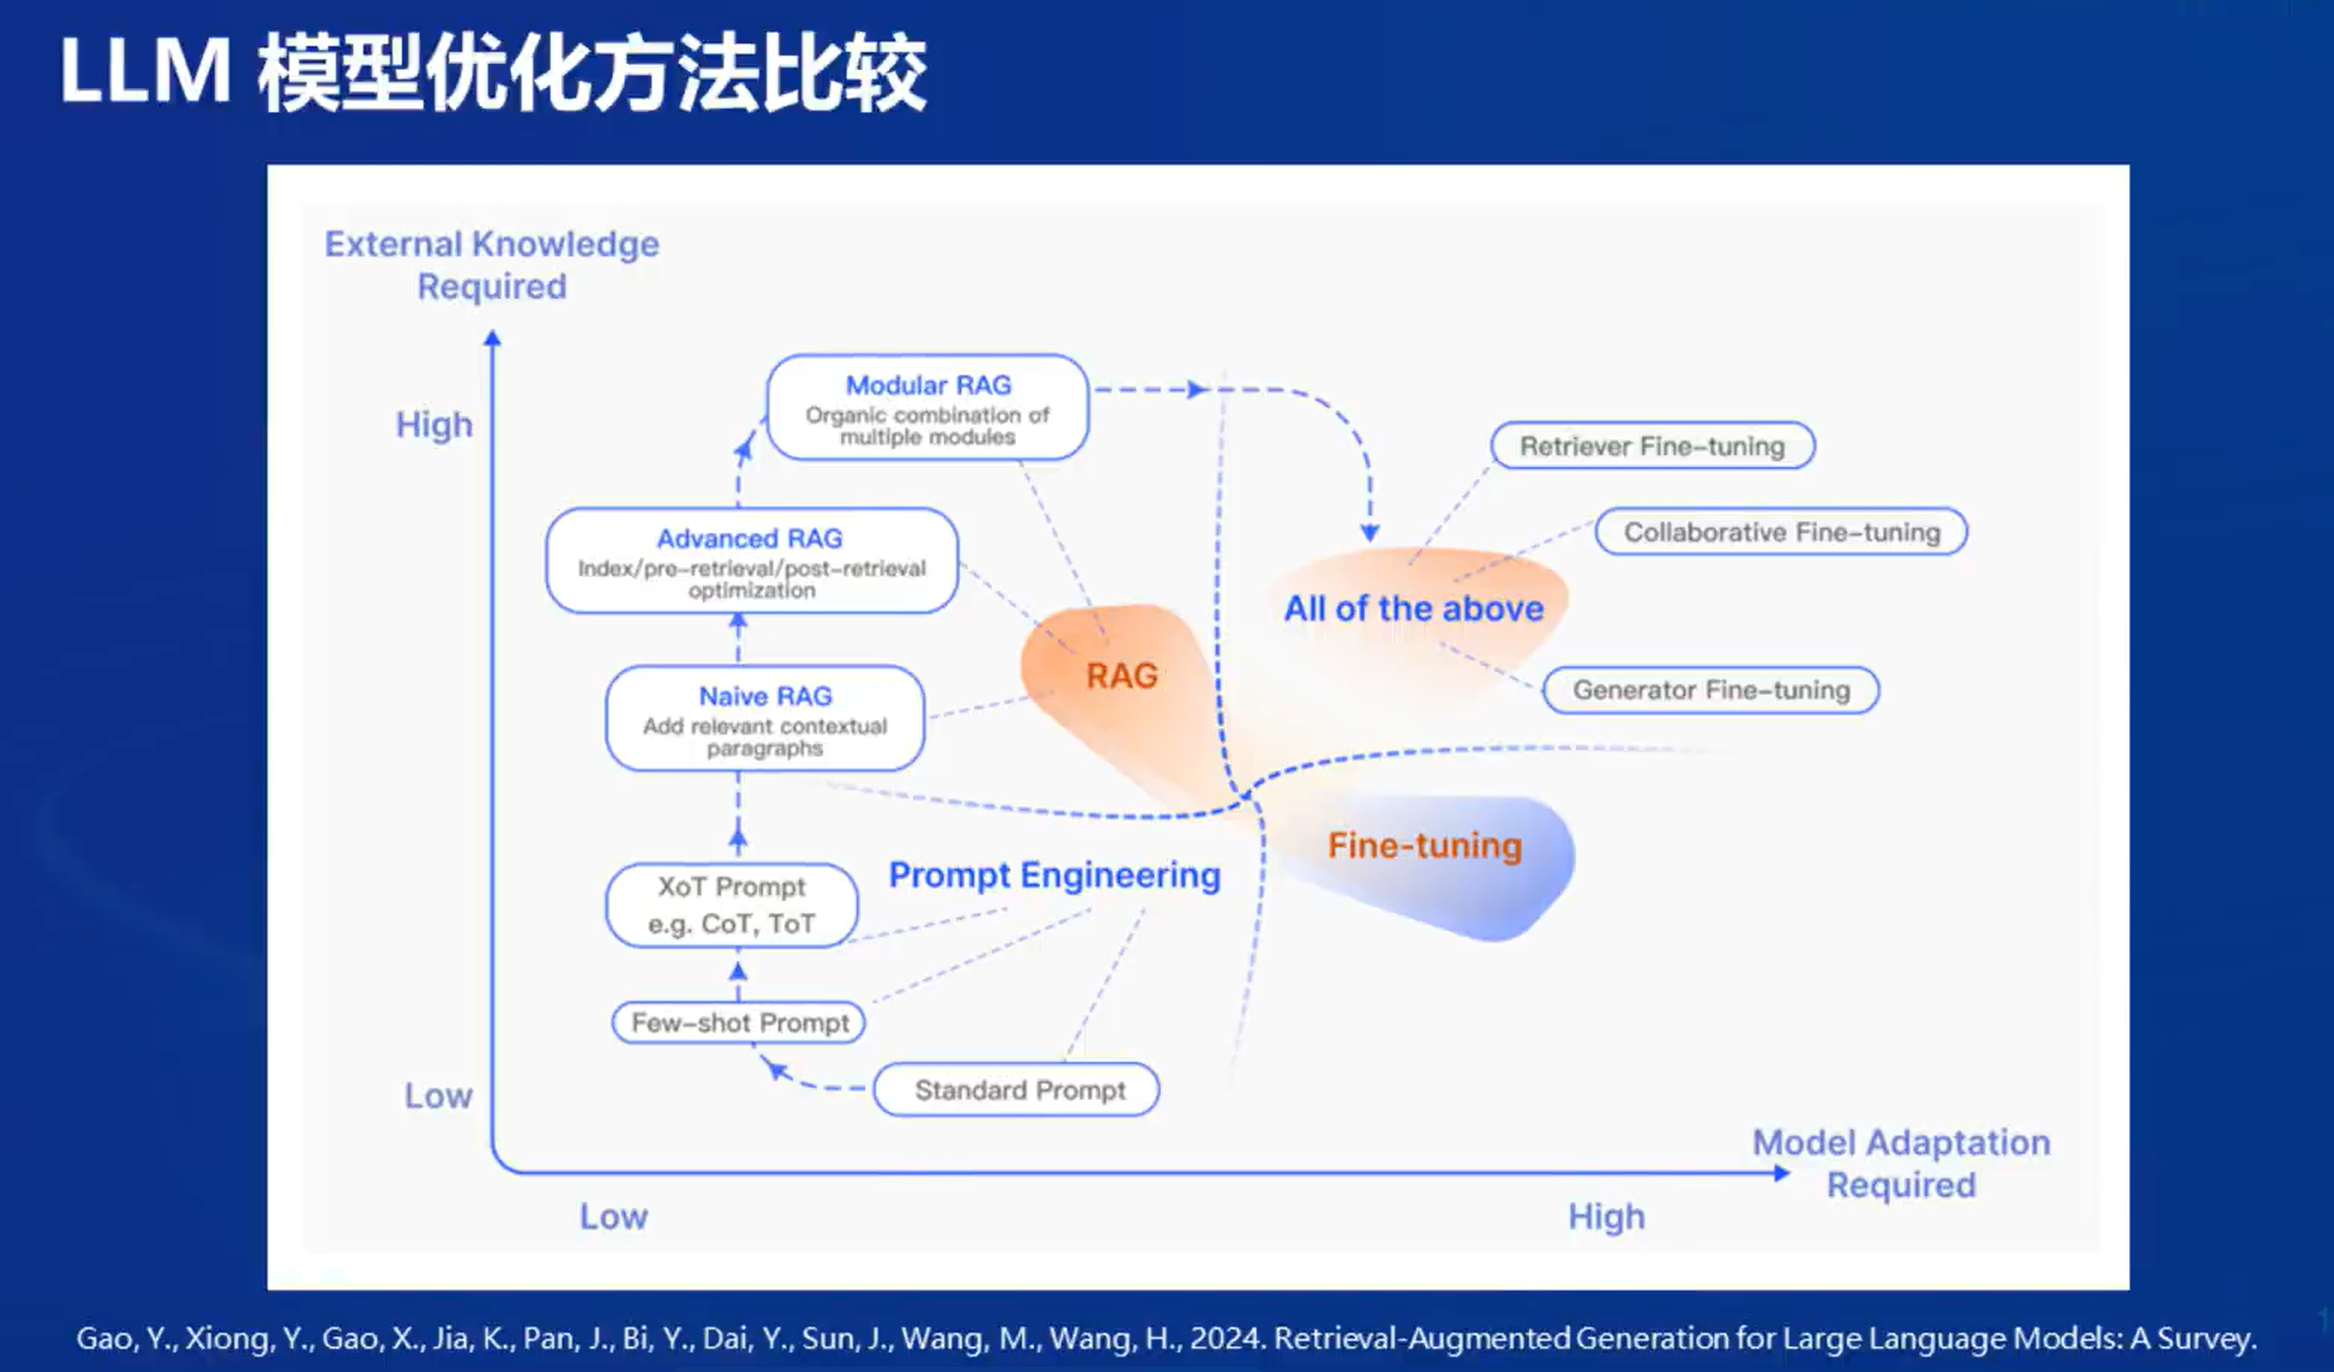 LLM 模型优化方法比较
External Knowledge
Required
High
Modular RAG
Organic combination of
multiple modules
Retriever Fine-tuning
Advanced RAG
Index/pre-retrieval/post-retrieval
optimization
Collaborative Fine-tuning
All of the above
RAG
Naive RAG
Add relevant contextual
paragraphs
Generator Fine-tuning
Fine-tuning
Prompt Engineering
XoT Prompt
e.g. CoT, ToT
Few-shot Prompt
Standard Prompt
Low
Model Adaptation
Required
Low
High
Gao, Y., Xiong, Y., Gao, X., Jia, K., Pan, J., Bi, Y., Dai, Y., Sun, J., Wang, M., Wang, H., 2024. Retrieval-Augmented Generation for Large Language Models: A Survey.